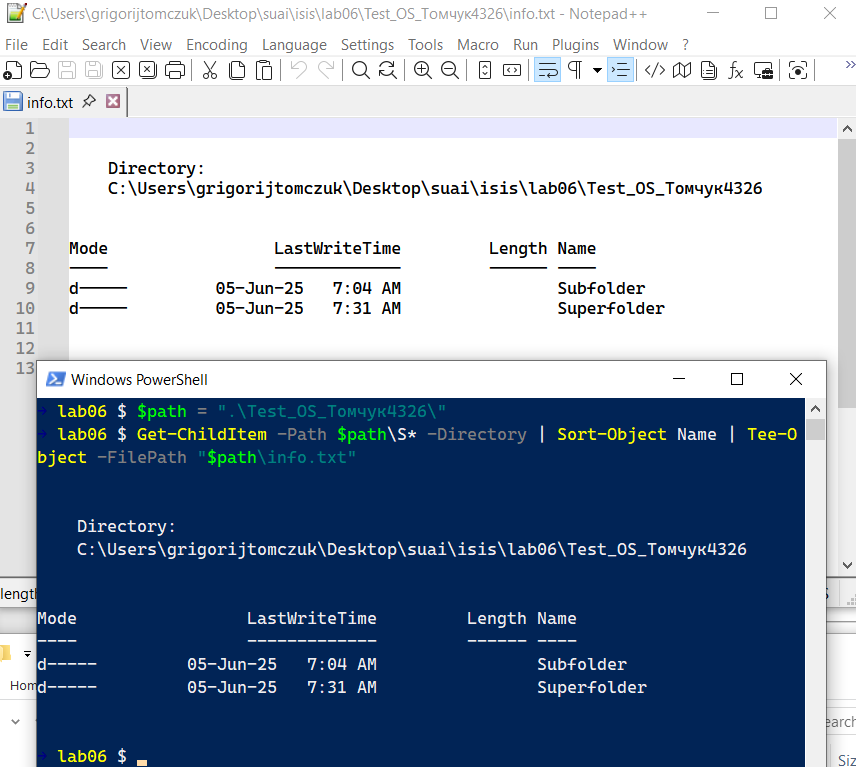 C:\Users\grigorijtomczuk\Desktop\suai\isis\lab06\Test_OS_Томчук4326\info.txt - Notepad++
File Edit Search View Encoding Language Settings Tools Macro Run Plugins Window ?
info.txt
1
2
3 Directory:
4 C:\Users\grigorijtomczuk\Desktop\suai\isis\lab06\Test_OS_Томчук4326
5
6
7 Mode LastWriteTime Length Name
8 ---- ------------- ------ ----
9 d----- 05-Jun-25 7:04 AM Subfolder
10 d----- 05-Jun-25 7:31 AM Superfolder
11
12
13
Windows PowerShell
lab06 $ $path = ".\Test_OS_Томчук4326\"
lab06 $ Get-ChildItem -Path $path\S* -Directory | Sort-Object Name | Tee-O
bject -FilePath "$path\info.txt"
Directory:
C:\Users\grigorijtomczuk\Desktop\suai\isis\lab06\Test_OS_Томчук4326
Mode LastWriteTime Length Name
---- ------------- ------ ----
d----- 05-Jun-25 7:04 AM Subfolder
d----- 05-Jun-25 7:31 AM Superfolder
lab06 $